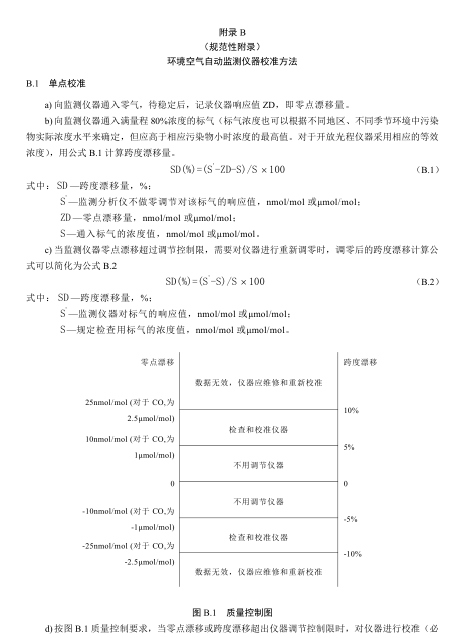 附录 B
（规范性附录）
环境空气自动监测仪器校准方法
B.1 单点校准
a) 向监测仪器通入零气，待稳定后，记录仪器响应值 ZD，即零点漂移量。
b) 向监测仪器通入满量程 80%浓度的标气（标气浓度也可以根据不同地区、不同季节环境中污染
物实际浓度水平来确定，但应高于相应污染物小时浓度的最高值。对于开放光程仪器采用相应的等效
浓度），用公式 B.1 计算跨度漂移量。
SD(%)=(S'-ZD-S)/S × 100 （B.1）
式中： SD —跨度漂移量，%；
S'—监测分析仪不做零调节对该标气的响应值，nmol/mol 或μmol/mol；
ZD —零点漂移量，nmol/mol 或μmol/mol；
S—通入标气的浓度值，nmol/mol 或μmol/mol。
c) 当监测仪器零点漂移超过调节控制限，需要对仪器进行重新调零时，调零后的跨度漂移计算公
式可以简化为公式 B.2
SD(%)=(S'-S)/S × 100 （B.2）
式中： SD —跨度漂移量，%；
S'—监测仪器对标气的响应值，nmol/mol 或μmol/mol；
S—规定检查用标气的浓度值，nmol/mol 或μmol/mol。
零点漂移 跨度漂移
数据无效，仪器应维修和重新校准
25nmol/mol (对于 CO,为
2.5μmol/mol) 10%
检查和校准仪器
10nmol/mol (对于 CO,为
1μmol/mol) 5%
不用调节仪器
0 0
不用调节仪器
-10nmol/mol (对于 CO,为
-1μmol/mol) -5%
检查和校准仪器
-25nmol/mol (对于 CO,为
-2.5μmol/mol) -10%
数据无效，仪器应维修和重新校准
图 B.1 质量控制图
d) 按图 B.1 质量控制要求，当零点漂移或跨度漂移超出仪器调节控制限时，对仪器进行校准（必